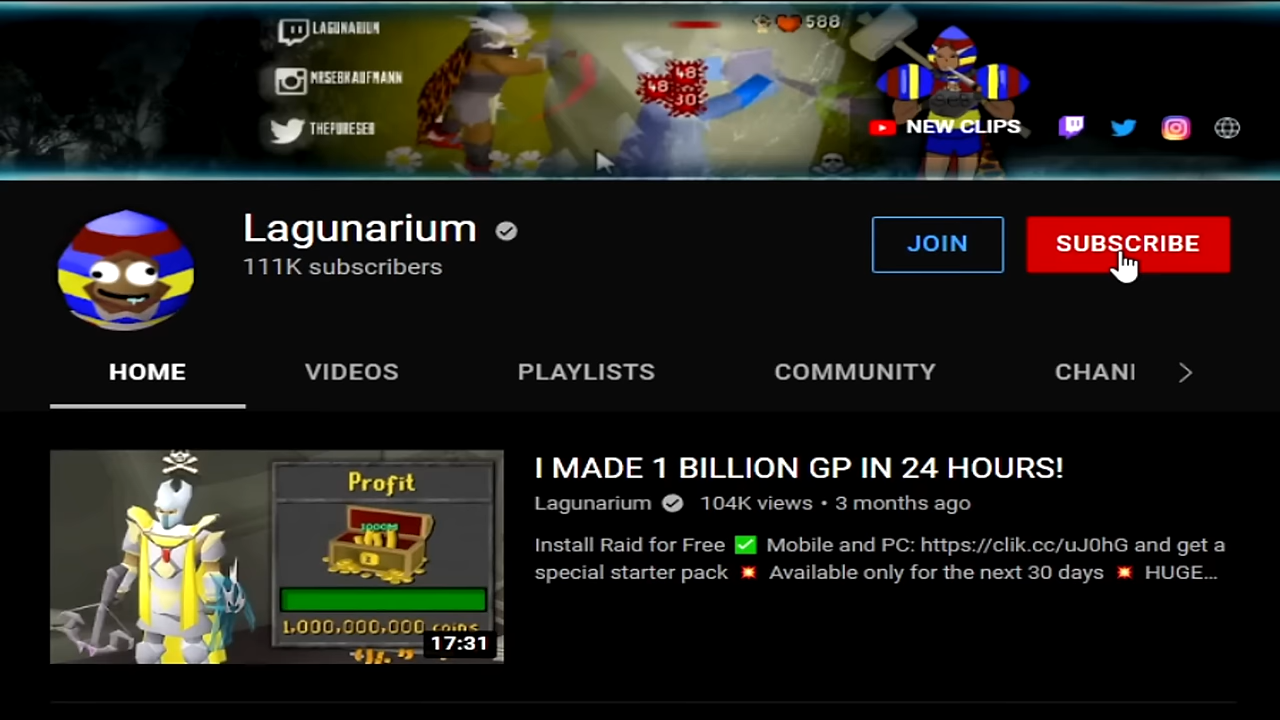 LAGUNARIUM
588
MRSEBKAUFMANN
48
48
30
THEPURESEB
NEW CLIPS
Lagunarium
111K subscribers
JOIN
SUBSCRIBE
HOME VIDEOS PLAYLISTS COMMUNITY CHAN
Profit
1,000,000,000 coins
17:31
I MADE 1 BILLION GP IN 24 HOURS!
Lagunarium 104K views • 3 months ago
Install Raid for Free ✅ Mobile and PC: https://clik.cc/uJ0hG and get a
special starter pack 💥 Available only for the next 30 days 💥 HUGE...